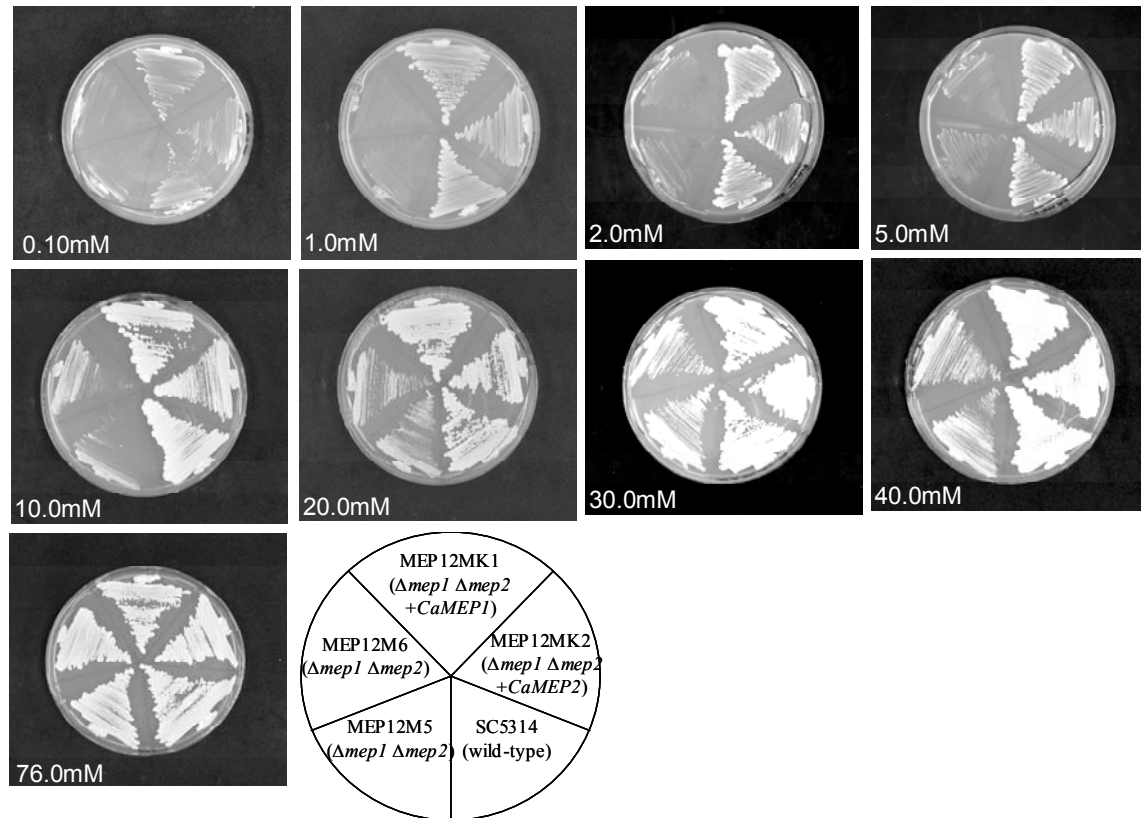 0.10mM
1.0mM
2.0mM
5.0mM
10.0mM
20.0mM
30.0mM
40.0mM
76.0mM
MEP12MK1
(Δmep1 Δmep2
+CaMEP1)
MEP12M6
(Δmep1 Δmep2)
MEP12MK2
(Δmep1 Δmep2
+CaMEP2)
MEP12M5
(Δmep1 Δmep2)
SC5314
(wild-type)